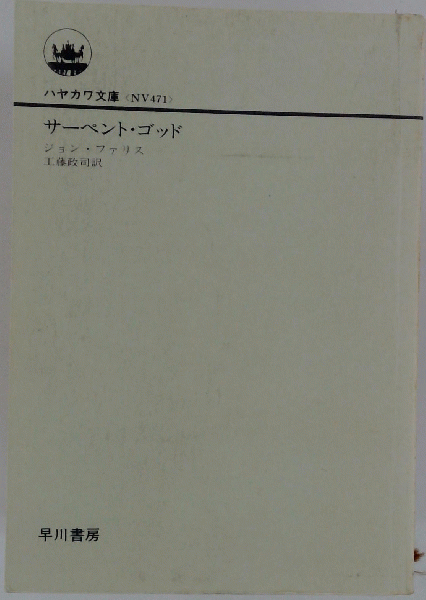 ハヤカワ文庫〈NV471〉
サーペント・ゴッド
ジョン・ファリス
工藤政司訳
早川書房